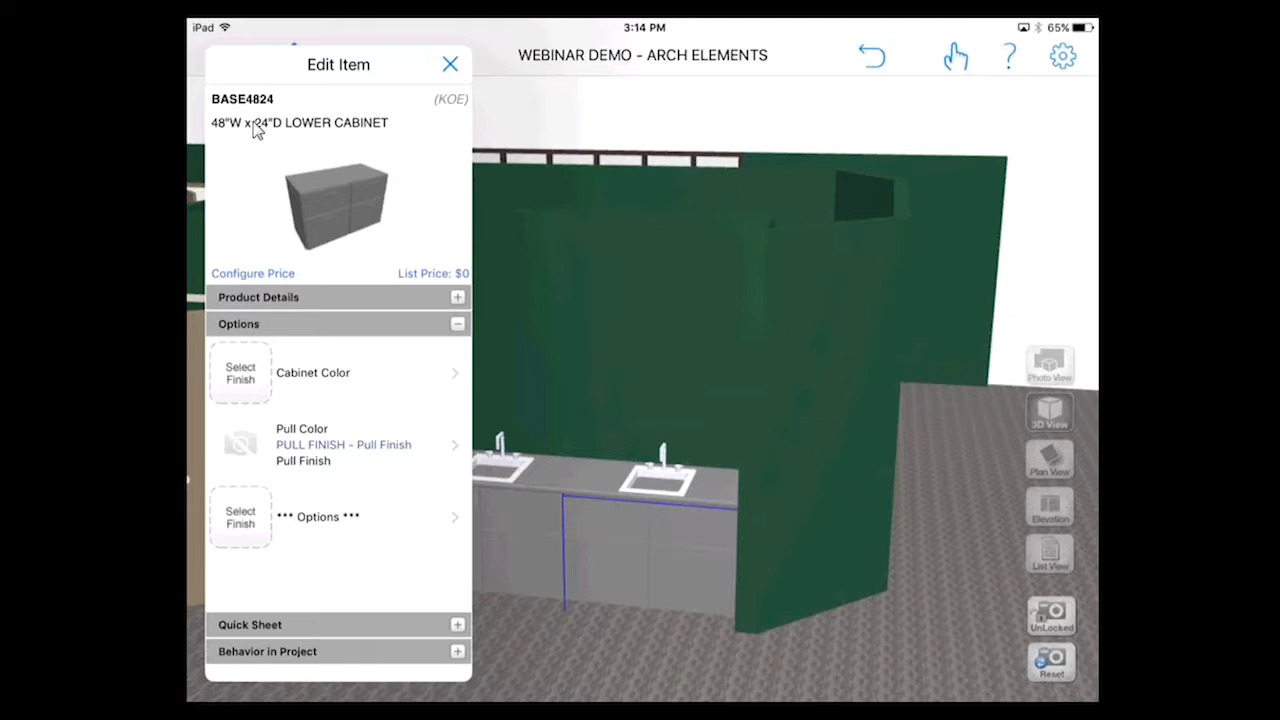 iPad
3:14 PM
65%
WEBINAR DEMO - ARCH ELEMENTS
Edit Item
BASE4824
(KOE)
48"W x 24"D LOWER CABINET
Configure Price
List Price: $0
Product Details
Options
Select
Finish
Cabinet Color
Pull Color
PULL FINISH - Pull Finish
Pull Finish
Select
Finish
*** Options ***
Quick Sheet
Behavior in Project
Photo View
3D View
Plan View
Elevation
List View
UnLocked
Reset